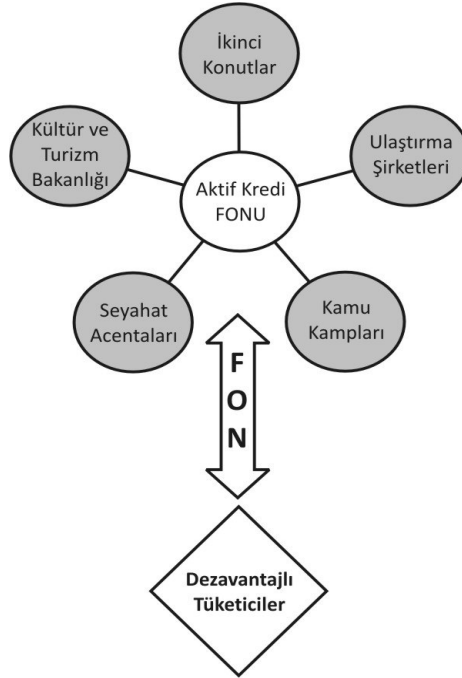 İkinci
Konutlar
Kültür ve
Turizm
Bakanlığı
Ulaştırma
Şirketleri
Aktif Kredi
FONU
Seyahat
Acentaları
Kamu
Kampları
F
O
N
Dezavantajlı
Tüketiciler